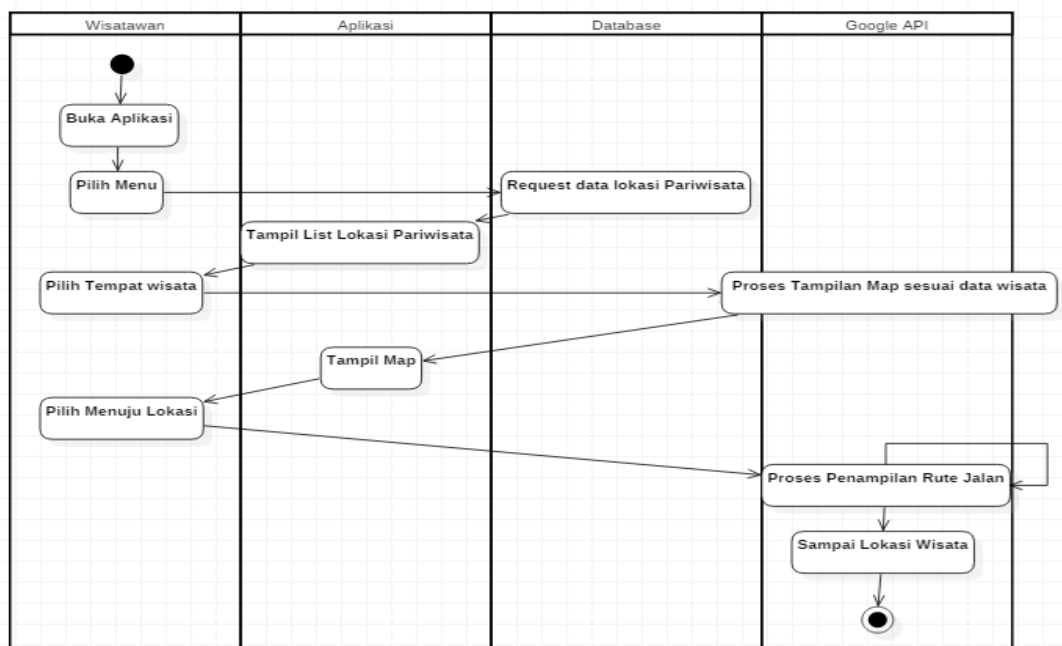 Wisatawan
Aplikasi
Database
Google API
Buka Aplikasi
Pilih Menu
Request data lokasi Pariwisata
Tampil List Lokasi Pariwisata
Pilih Tempat wisata
Proses Tampilan Map sesuai data wisata
Tampil Map
Pilih Menuju Lokasi
Proses Penampilan Rute Jalan
Sampai Lokasi Wisata